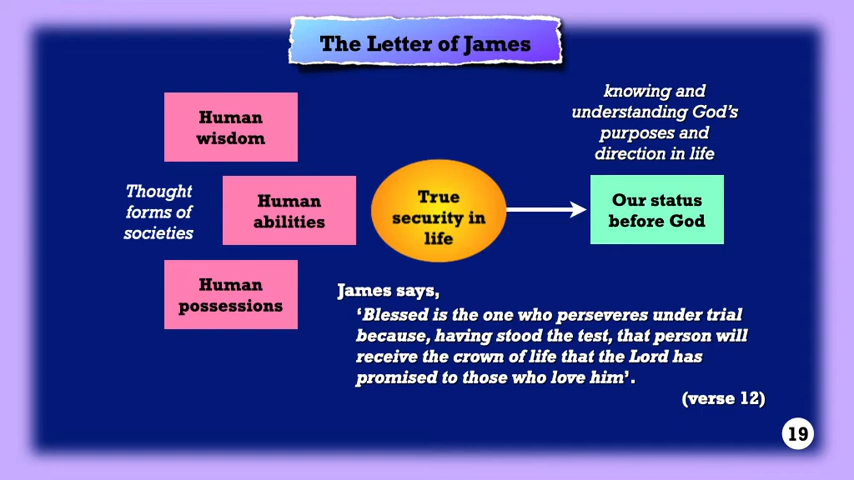 The Letter of James
Human
wisdom
Thought
forms of
societies
Human
abilities
Human
possessions
True
security in
life
knowing and
understanding God's
purposes and
direction in life
Our status
before God
James says,
‘Blessed is the one who perseveres under trial
because, having stood the test, that person will
receive the crown of life that the Lord has
promised to those who love him’.
(verse 12)
19